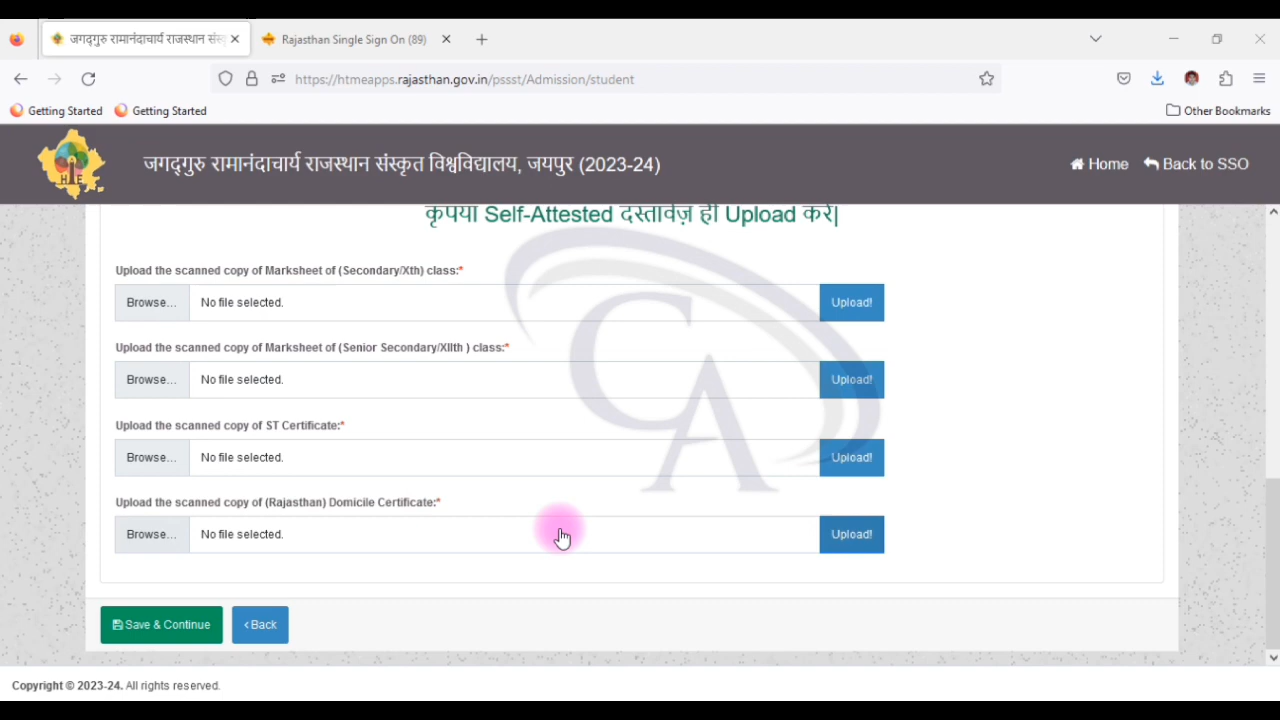 जगद्गुरु रामानंदाचार्य राजस्थान संस्
Rajasthan Single Sign On (89)
https://htmeapps.rajasthan.gov.in/pssst/Admission/student
Getting Started
Getting Started
Other Bookmarks
जगद्गुरु रामानंदाचार्य राजस्थान संस्कृत विश्वविद्यालय, जयपुर (2023-24)
Home
Back to SSO
कृपया Self-Attested दस्तावेज़ ही Upload करें|
Upload the scanned copy of Marksheet of (Secondary/Xth) class:*
Browse... No file selected. Upload!
Upload the scanned copy of Marksheet of (Senior Secondary/XIIth ) class:*
Browse... No file selected. Upload!
Upload the scanned copy of ST Certificate:*
Browse... No file selected. Upload!
Upload the scanned copy of (Rajasthan) Domicile Certificate:*
Browse... No file selected. Upload!
CA
Save & Continue
Back
Copyright © 2023-24. All rights reserved.